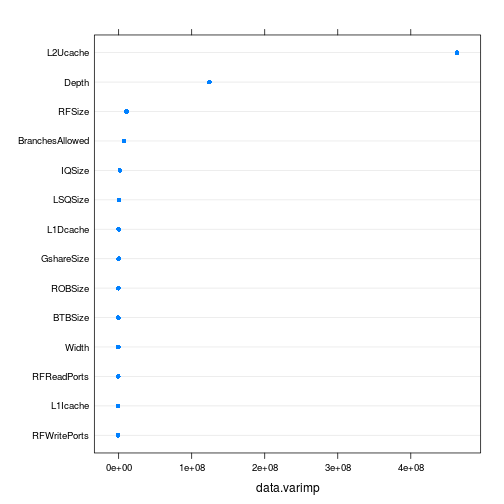 L2Ucache
Depth
RFSize
BranchesAllowed
IQSize
LSQSize
L1Dcache
GshareSize
ROBSize
BTBSize
Width
RFReadPorts
L1Icache
RFWritePorts
0e+00 1e+08 2e+08 3e+08 4e+08
data.varimp